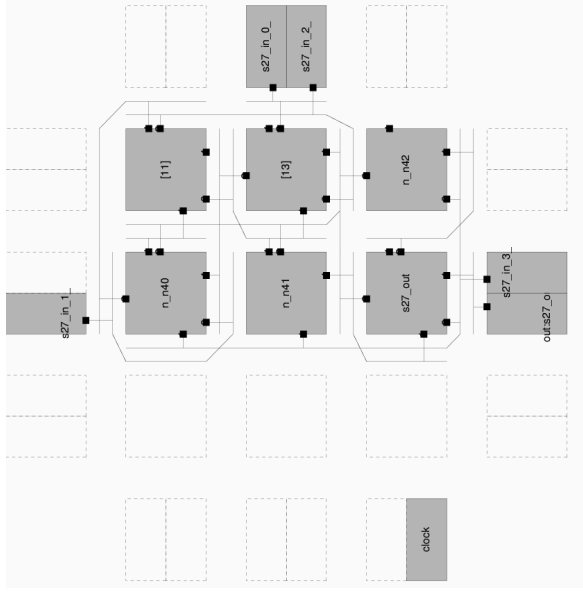 s27_in_0_
s27_in_2_
[11]
[13]
n_n42
n_n40
n_n41
s27_out
s27_in_3_
s27_in_1_
out:s27_o
clock